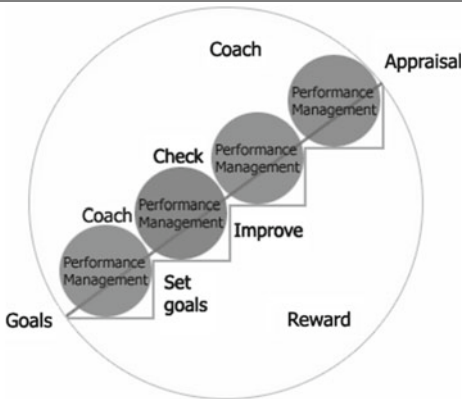 Coach
Appraisal
Performance
Management
Check
Performance
Management
Coach
Performance
Management
Improve
Performance
Management
Set
goals
Goals
Reward